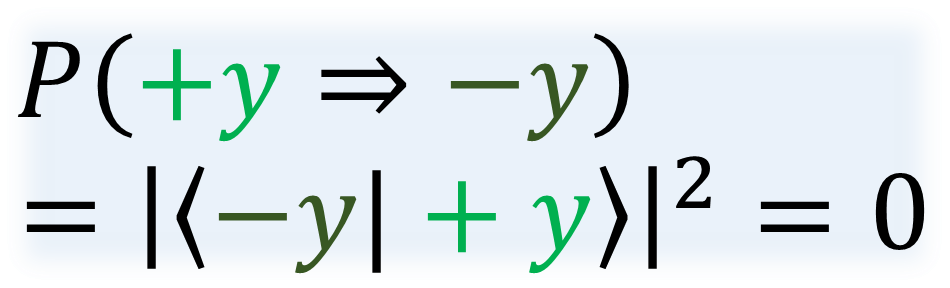 P(+y ⇒ −y)
= |⟨−y| + y⟩|² = 0